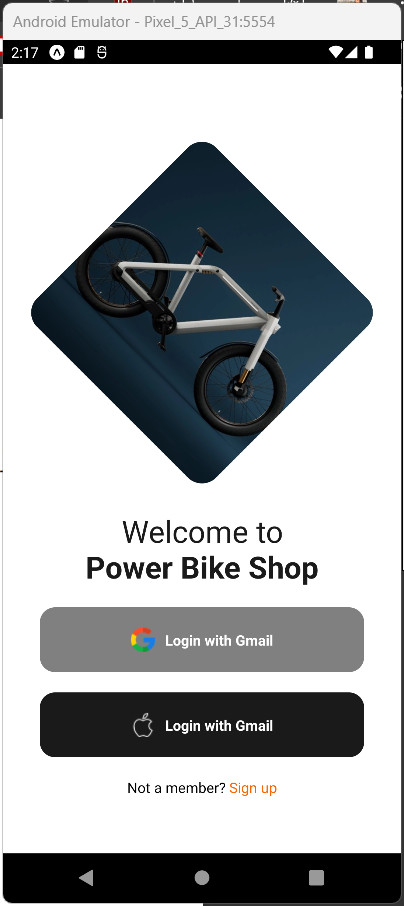 Android Emulator - Pixel_5_API_31:5554
2:17
Welcome to
Power Bike Shop
Login with Gmail
Login with Gmail
Not a member? Sign up